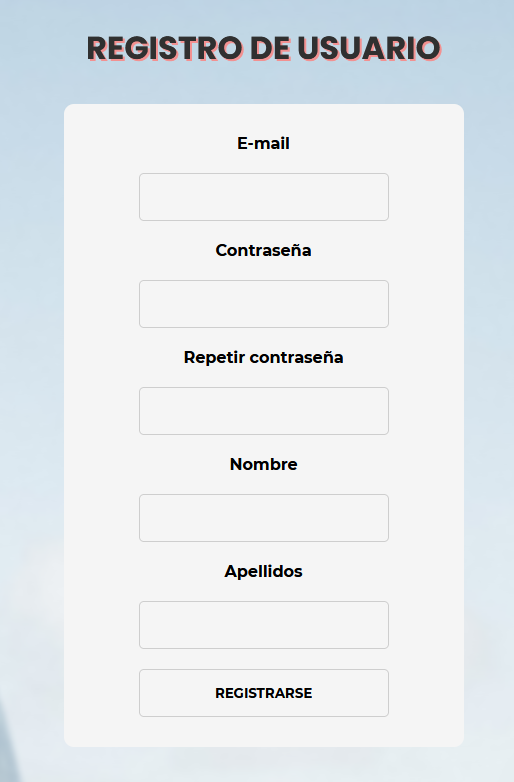 REGISTRO DE USUARIO
E-mail
Contraseña
Repetir contraseña
Nombre
Apellidos
REGISTRARSE